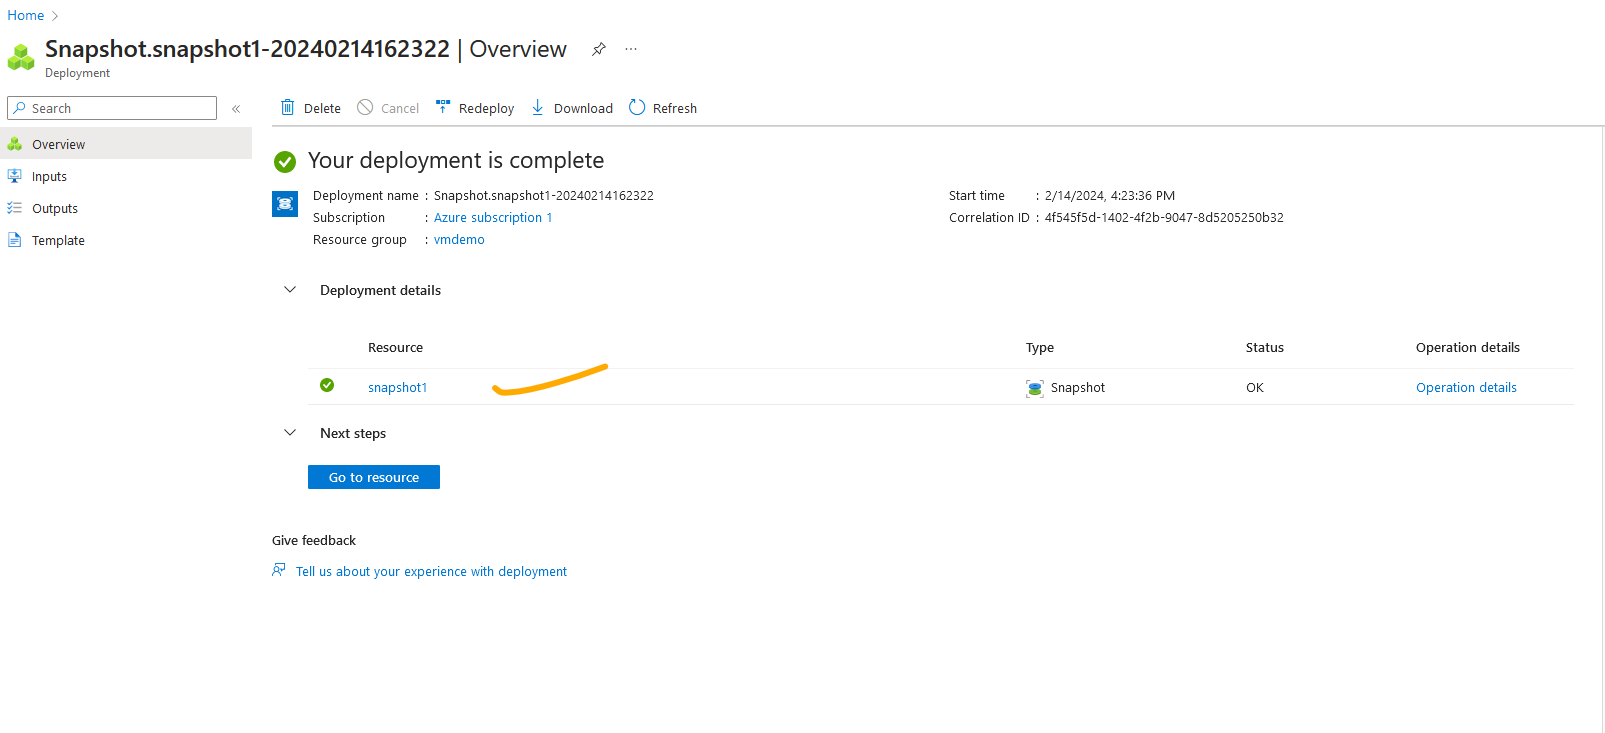 Home
Snapshot.snapshot1-20240214162322 | Overview
Deployment
Search
Delete
Cancel
Redeploy
Download
Refresh
Overview
Inputs
Outputs
Template
Your deployment is complete
Deployment name : Snapshot.snapshot1-20240214162322
Subscription : Azure subscription 1
Resource group : vmdemo
Start time : 2/14/2024, 4:23:36 PM
Correlation ID : 4f545f5d-1402-4f2b-9047-8d5205250b32
Deployment details
Resource Type Status Operation details
snapshot1 Snapshot OK Operation details
Next steps
Go to resource
Give feedback
Tell us about your experience with deployment